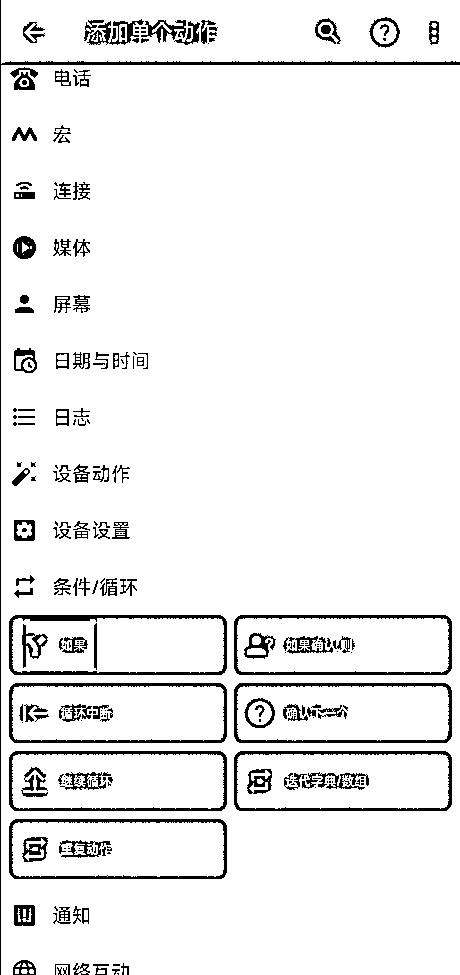 添加单个动作
电话
宏
连接
媒体
屏幕
日期与时间
日志
设备动作
设备设置
条件/循环
如果
如果确认则
循环中断
确认下一个
继续循环
迭代字典/数组
重复动作
通知
网络互动